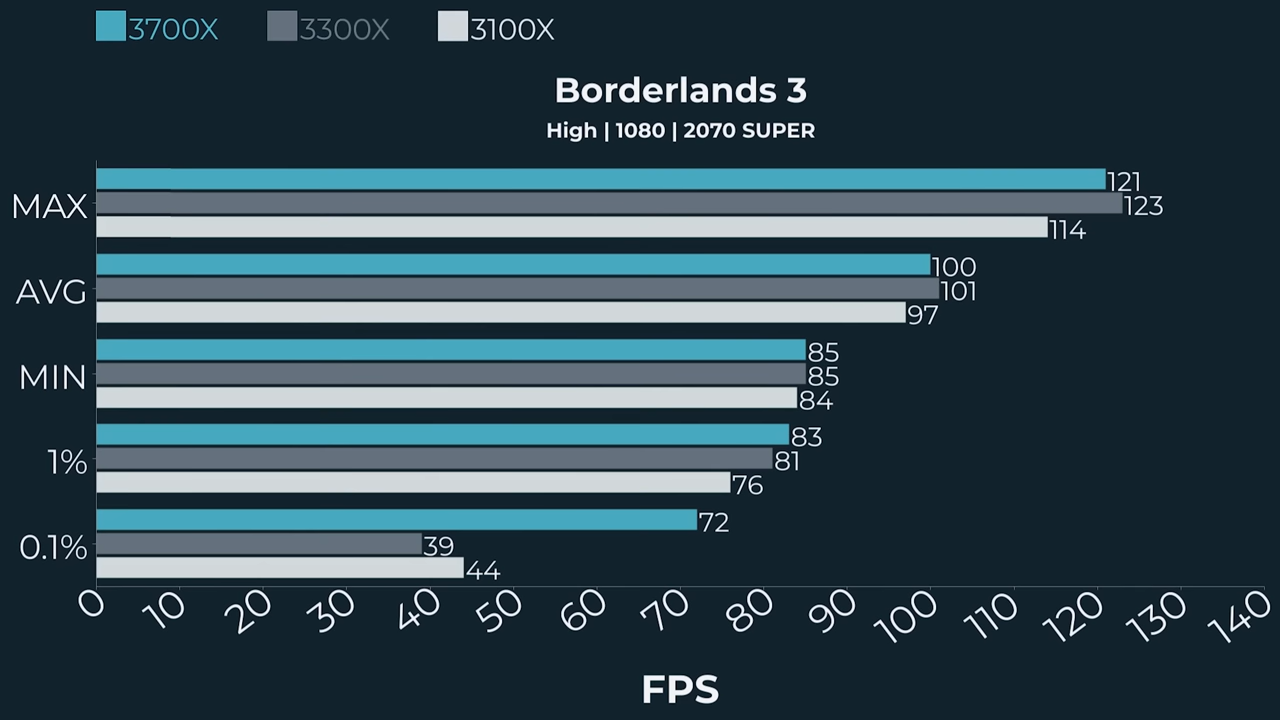 3700X 3300X 3100X
Borderlands 3
High | 1080 | 2070 SUPER
MAX
121
123
114
AVG
100
101
97
MIN
85
85
84
1%
83
81
76
0.1%
72
39
44
0 10 20 30 40 50 60 70 80 90 100 110 120 130 140
FPS